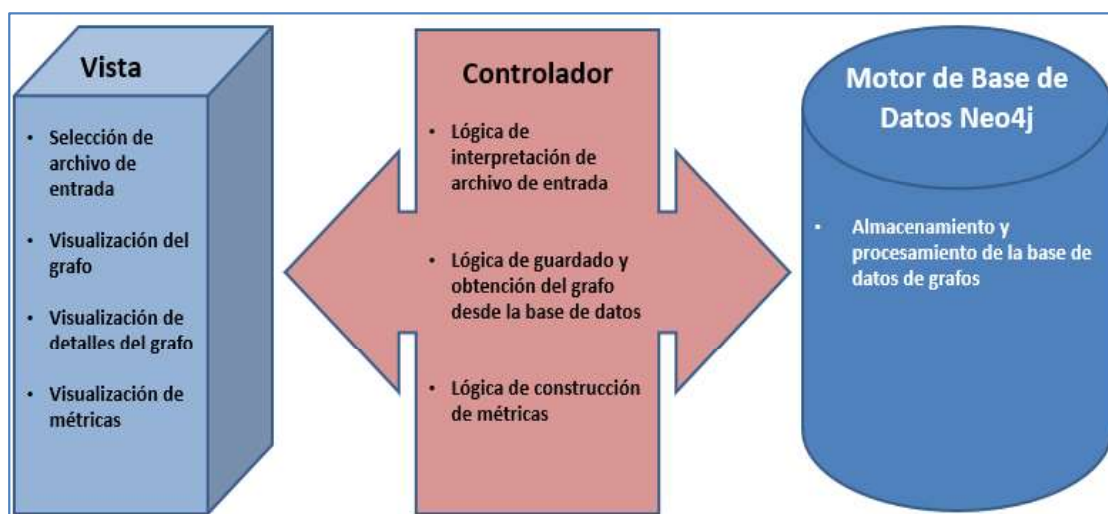 Vista
• Selección de
archivo de
entrada
• Visualización del
grafo
• Visualización de
detalles del grafo
• Visualización de
métricas
Controlador
• Lógica de
interpretación de
archivo de entrada
• Lógica de guardado y
obtención del grafo
desde la base de datos
• Lógica de construcción
de métricas
Motor de Base de
Datos Neo4j
• Almacenamiento y
procesamiento de la base de
datos de grafos